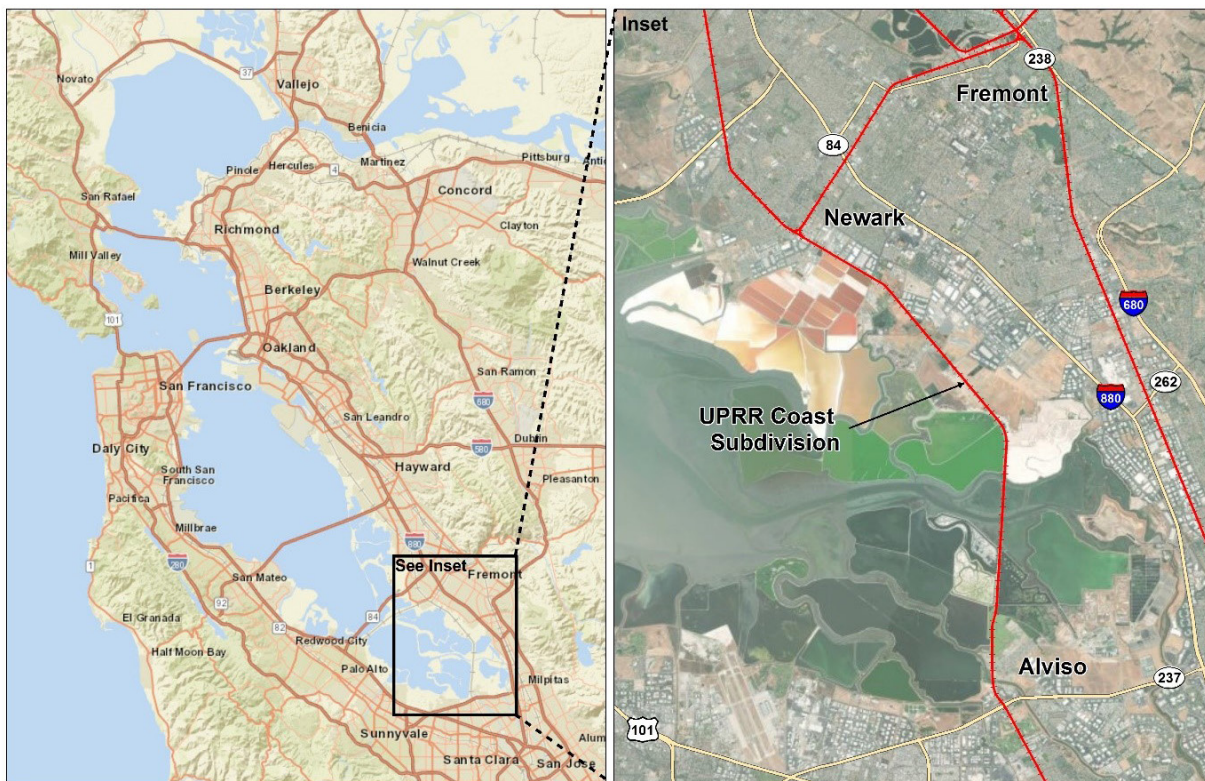 37
Novato
Vallejo
Benicia
Martinez
Pinole
Hercules
4
Pittsburg
Anti
Concord
San Rafael
Richmond
Clayton
Mill Valley
Walnut Creek
Berkeley
101
Oakland
San Francisco
San Ramon
680
San Leandro
Daly City
580
Dublin
South San
Francisco
Hayward
Pleasanton
Pacifica
Millbrae
880
280
See Inset
1
San Mateo
Fremont
92
El Granada
82
84
Redwood City
Half Moon Bay
Palo Alto
Milpitas
Sunnyvale
Alum
Santa Clara
San Jose
Inset
238
Fremont
84
Newark
680
262
880
UPRR Coast
Subdivision
Alviso
237
101